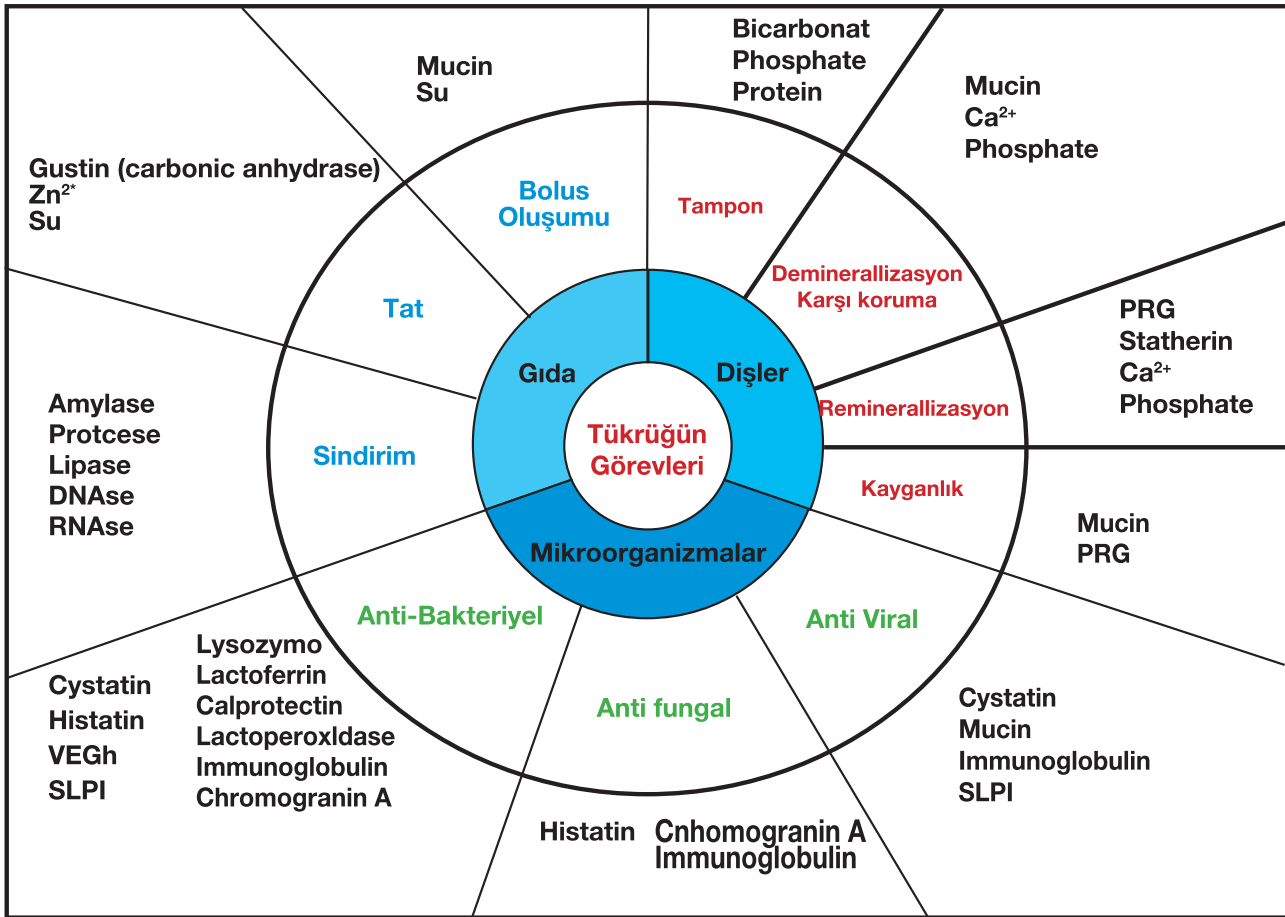 Tükrüğün
Görevleri
Gıda
Dişler
Mikroorganizmalar
Bolus
Oluşumu
Mucin
Su
Tampon
Bicarbonat
Phosphate
Protein
Deminerallizasyon
Karşı koruma
Mucin
Ca²⁺
Phosphate
Reminerallizasyon
PRG
Statherin
Ca²⁺
Phosphate
Kayganlık
Mucin
PRG
Anti Viral
Cystatin
Mucin
Immunoglobulin
SLPI
Anti fungal
Histatin
Cnhomogranin A
Immunoglobulin
Anti-Bakteriyel
Lysozymo
Lactoferrin
Calprotectin
LactoperoxIdase
Immunoglobulin
Chromogranin A
Cystatin
Histatin
VEGh
SLPI
Sindirim
Amylase
Protcese
Lipase
DNAse
RNAse
Tat
Gustin (carbonic anhydrase)
Zn²*
Su